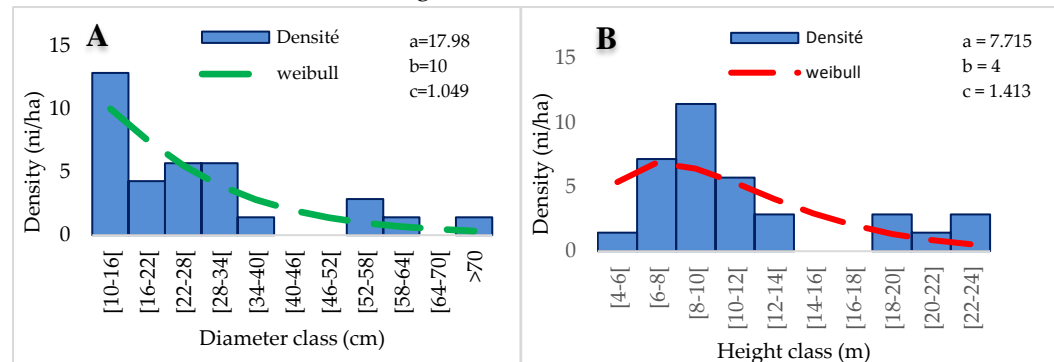 A
Densité
weibull
a=17.98
b=10
c=1.049
15
10
5
0
Density (ni/ha)
[10-16[
[16-22[
[22-28[
[28-34[
[34-40[
[40-46[
[46-52[
[52-58[
[58-64[
[64-70[
>70
Diameter class (cm)
B
Densité
weibull
a = 7.715
b = 4
c = 1.413
15
10
5
0
Density (ni/ha)
[4-6[
[6-8[
[8-10[
[10-12[
[12-14[
[14-16[
[16-18[
[18-20[
[20-22[
[22-24]
Height class (m)